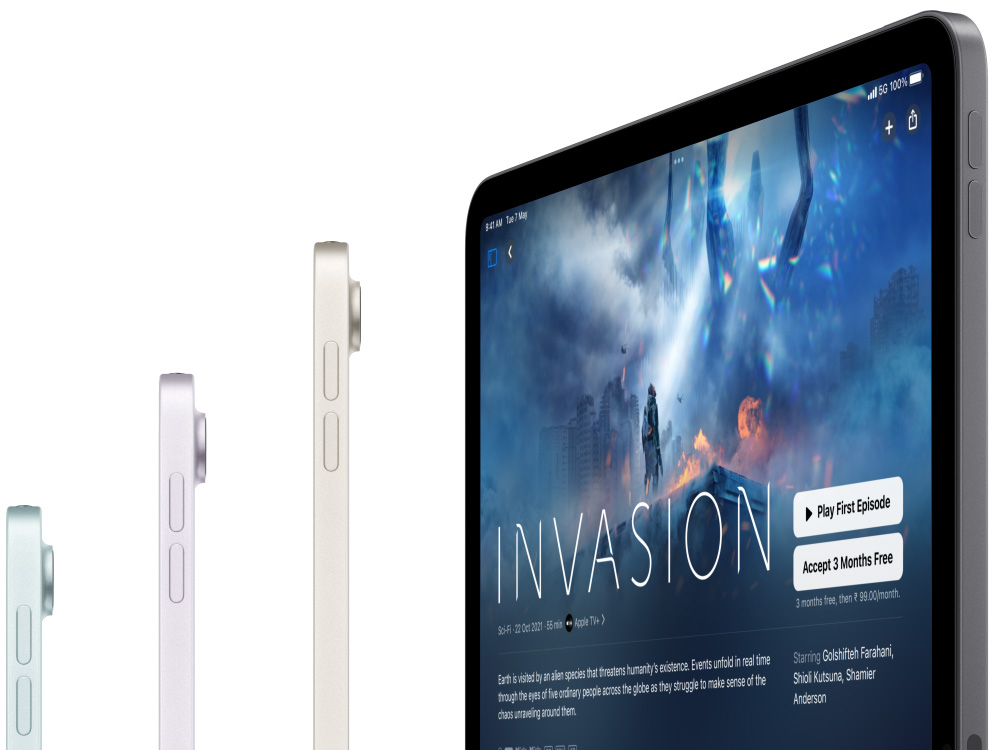 9:41 AM Tue 7 May
5G 100%
INVASION
Play First Episode
Accept 3 Months Free
3 months free, then ₹ 99.00/month.
Sci-Fi · 22 Oct 2021 · 55 min Apple TV+
Earth is visited by an alien species that threatens humanity's existence. Events unfold in real time
through the eyes of five ordinary people across the globe as they struggle to make sense of the
chaos unraveling around them.
Starring Golshifteh Farahani,
Shioli Kutsuna, Shamier
Anderson